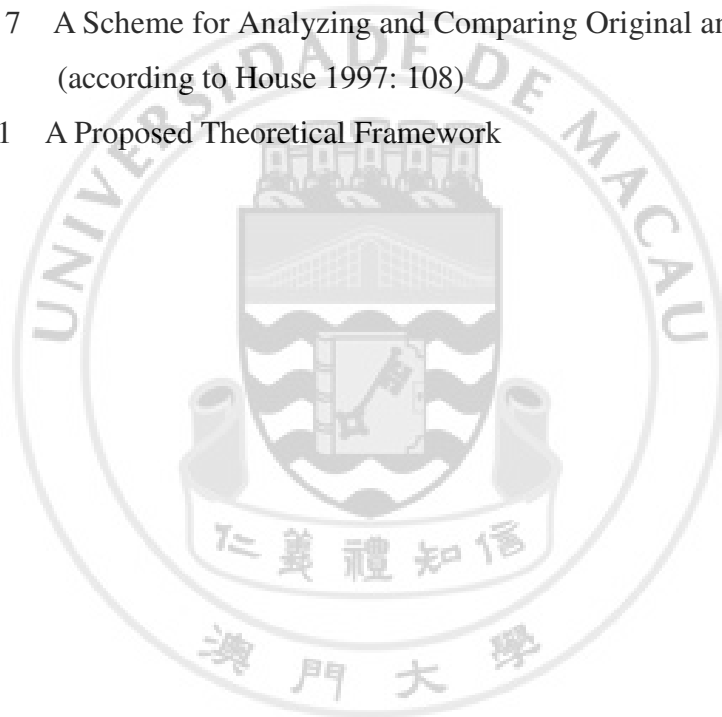 7 A Scheme for Analyzing and Comparing Original an
(according to House 1997: 108)
1 A Proposed Theoretical Framework
UNIVERSIDADE DE MACAU
仁義禮知信
澳門大學